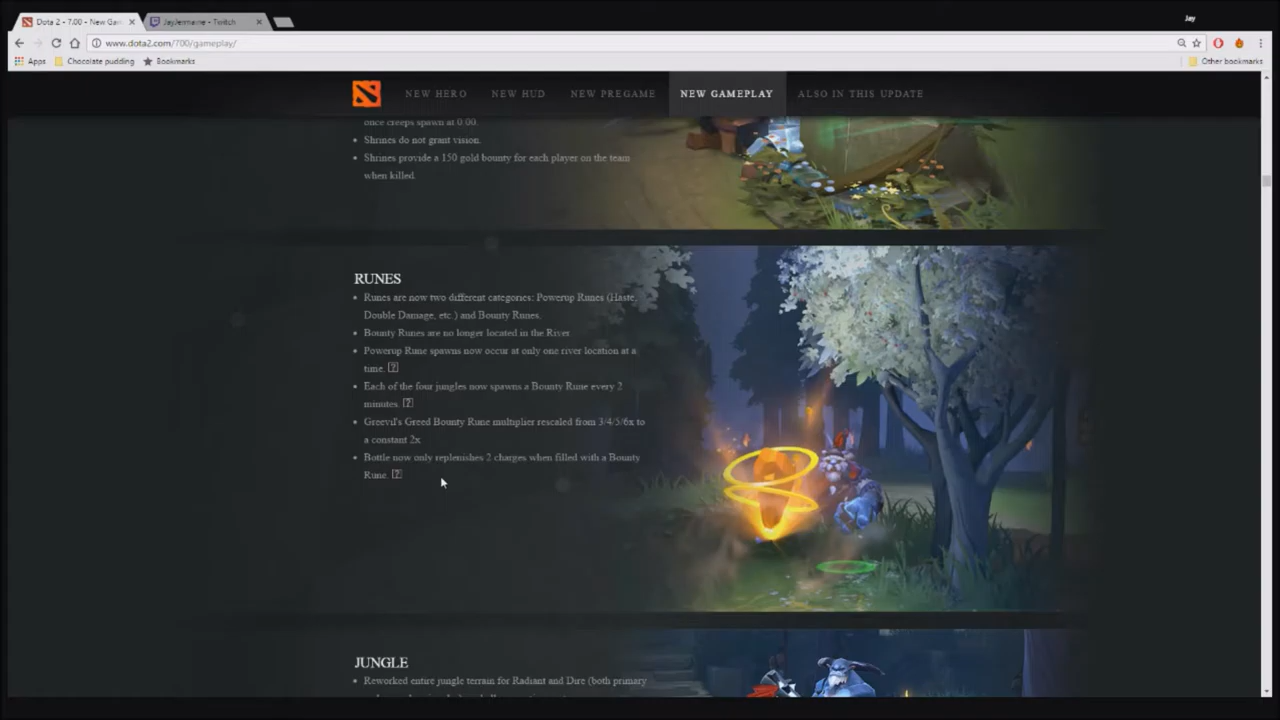 Jay
Dota 2 - 7.00 - New Gam
JayJermaine - Twitch
www.dota2.com/700/gameplay/
Apps
Chocolate pudding
Bookmarks
Other bookmarks
NEW HERO
NEW HUD
NEW PREGAME
NEW GAMEPLAY
ALSO IN THIS UPDATE
once creeps spawn at 0:00.
Shrines do not grant vision.
Shrines provide a 150 gold bounty for each player on the team
when killed.
RUNES
Runes are now two different categories: Powerup Runes (Haste,
Double Damage, etc.) and Bounty Runes.
Bounty Runes are no longer located in the River.
Powerup Rune spawns now occur at only one river location at a
time. [?]
Each of the four jungles now spawns a Bounty Rune every 2
minutes. [?]
Greevil's Greed Bounty Rune multiplier rescaled from 3/4/5/6x to
a constant 2x
Bottle now only replenishes 2 charges when filled with a Bounty
Rune. [?]
JUNGLE
Reworked entire jungle terrain for Radiant and Dire (both primary